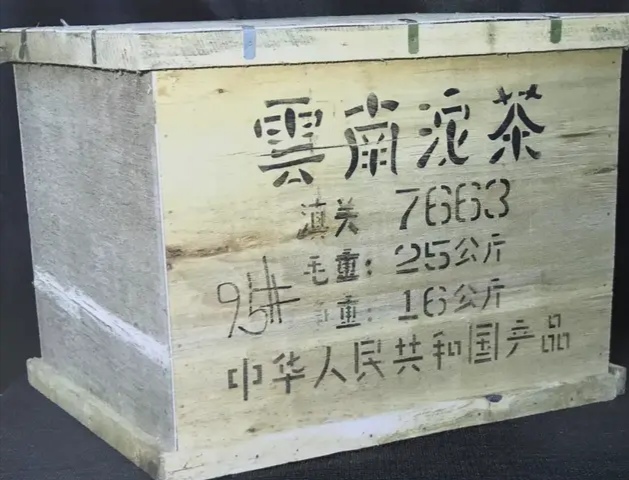 雲南沱茶
滇关 7663
毛重：25公斤
95#
重：16公斤
中华人民共和国产品